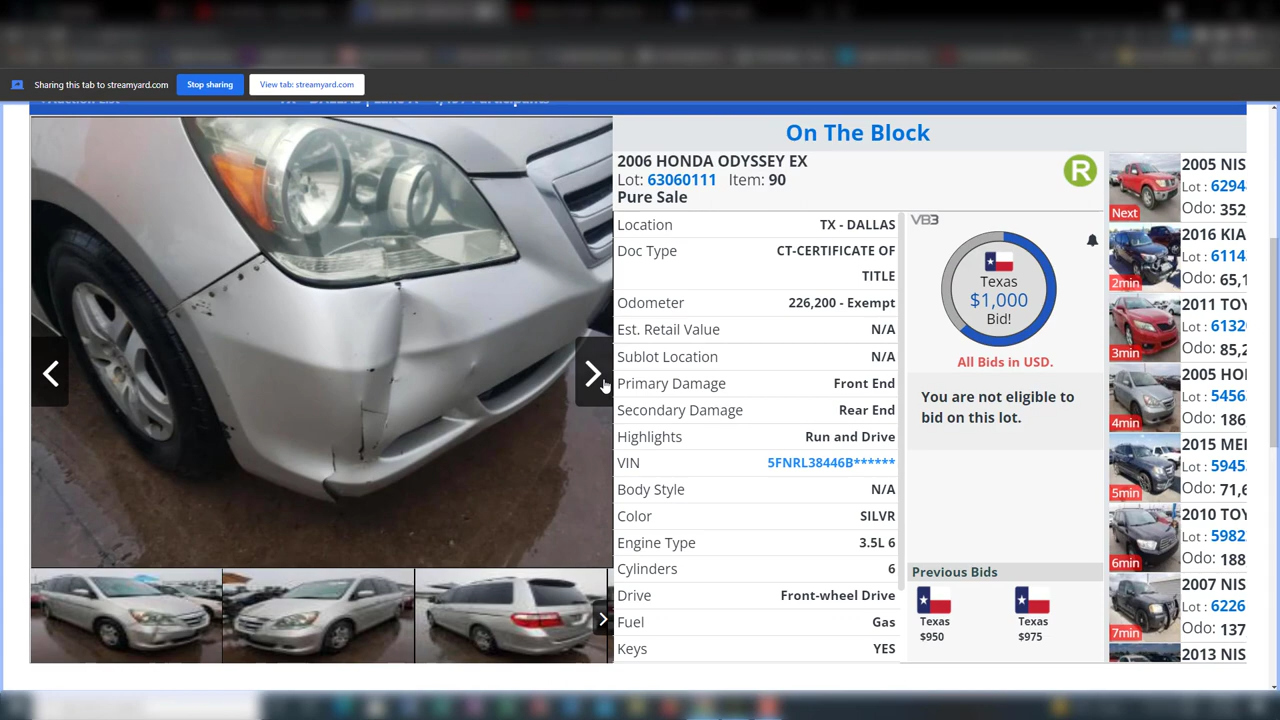 Sharing this tab to streamyard.com
Stop sharing
View tab: streamyard.com
On The Block
2006 HONDA ODYSSEY EX
Lot: 63060111 Item: 90
Pure Sale
R
Location TX - DALLAS
Doc Type CT-CERTIFICATE OF
TITLE
Odometer 226,200 - Exempt
Est. Retail Value N/A
Sublot Location N/A
Primary Damage Front End
Secondary Damage Rear End
Highlights Run and Drive
VIN 5FNRL38446B******
Body Style N/A
Color SILVR
Engine Type 3.5L 6
Cylinders 6
Drive Front-wheel Drive
Fuel Gas
Keys YES
VB3
Texas
$1,000
Bid!
All Bids in USD.
You are not eligible to
bid on this lot.
Previous Bids
Texas
$950
Texas
$975
2005 NIS
Lot : 6294
Next
Odo: 352
2016 KIA
Lot : 6114
2min
Odo: 65,1
2011 TOY
Lot : 6132
3min
Odo: 85,2
2005 HO
Lot : 5456
4min
Odo: 186
2015 ME
Lot : 5945
5min
Odo: 71,6
2010 TOY
Lot : 5982
6min
Odo: 188
2007 NIS
Lot : 6226
7min
Odo: 137
2013 NIS